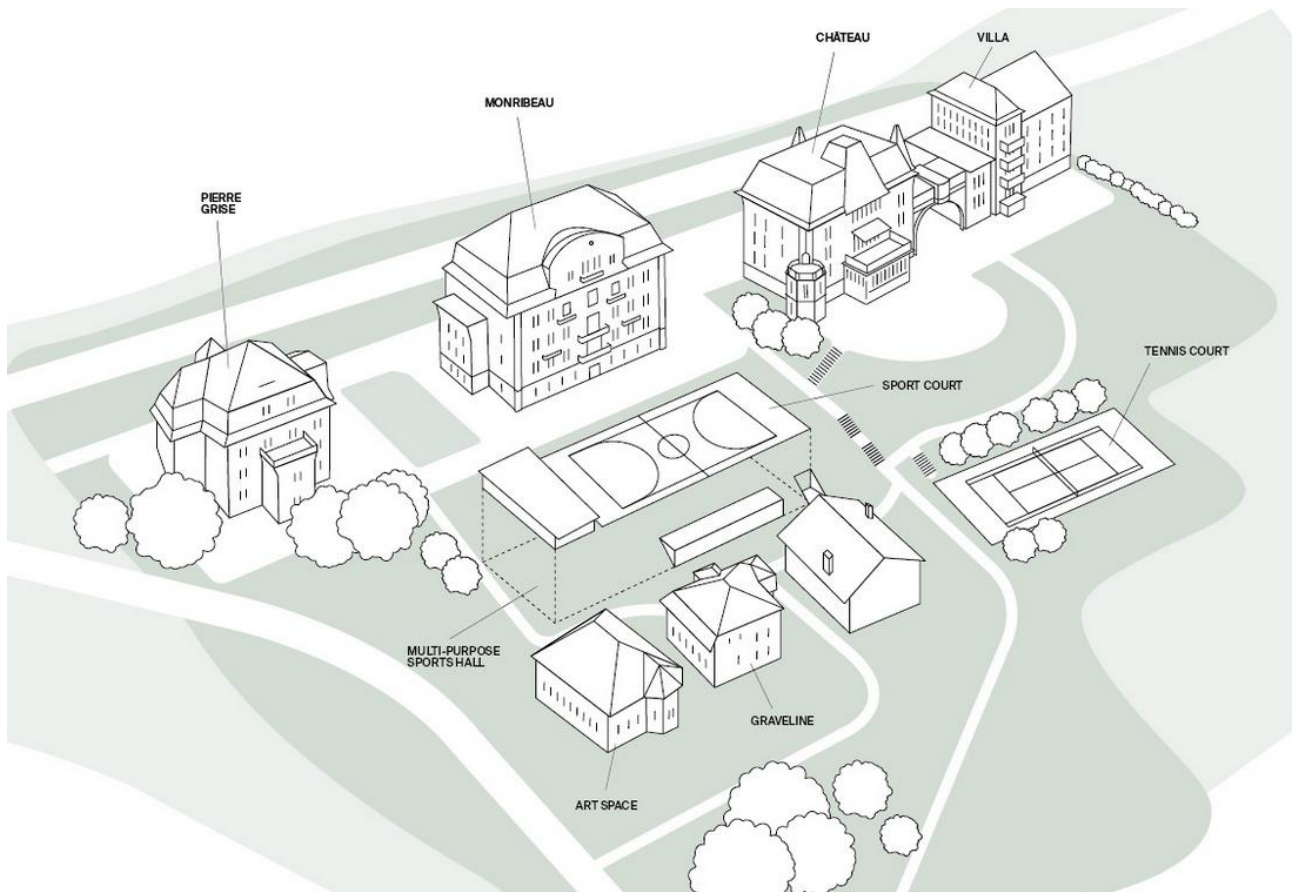 CHÂTEAU
VILLA
MONRIBEAU
PIERRE
GRISE
TENNIS COURT
SPORT COURT
MULTI-PURPOSE
SPORTS HALL
GRAVELINE
ART SPACE